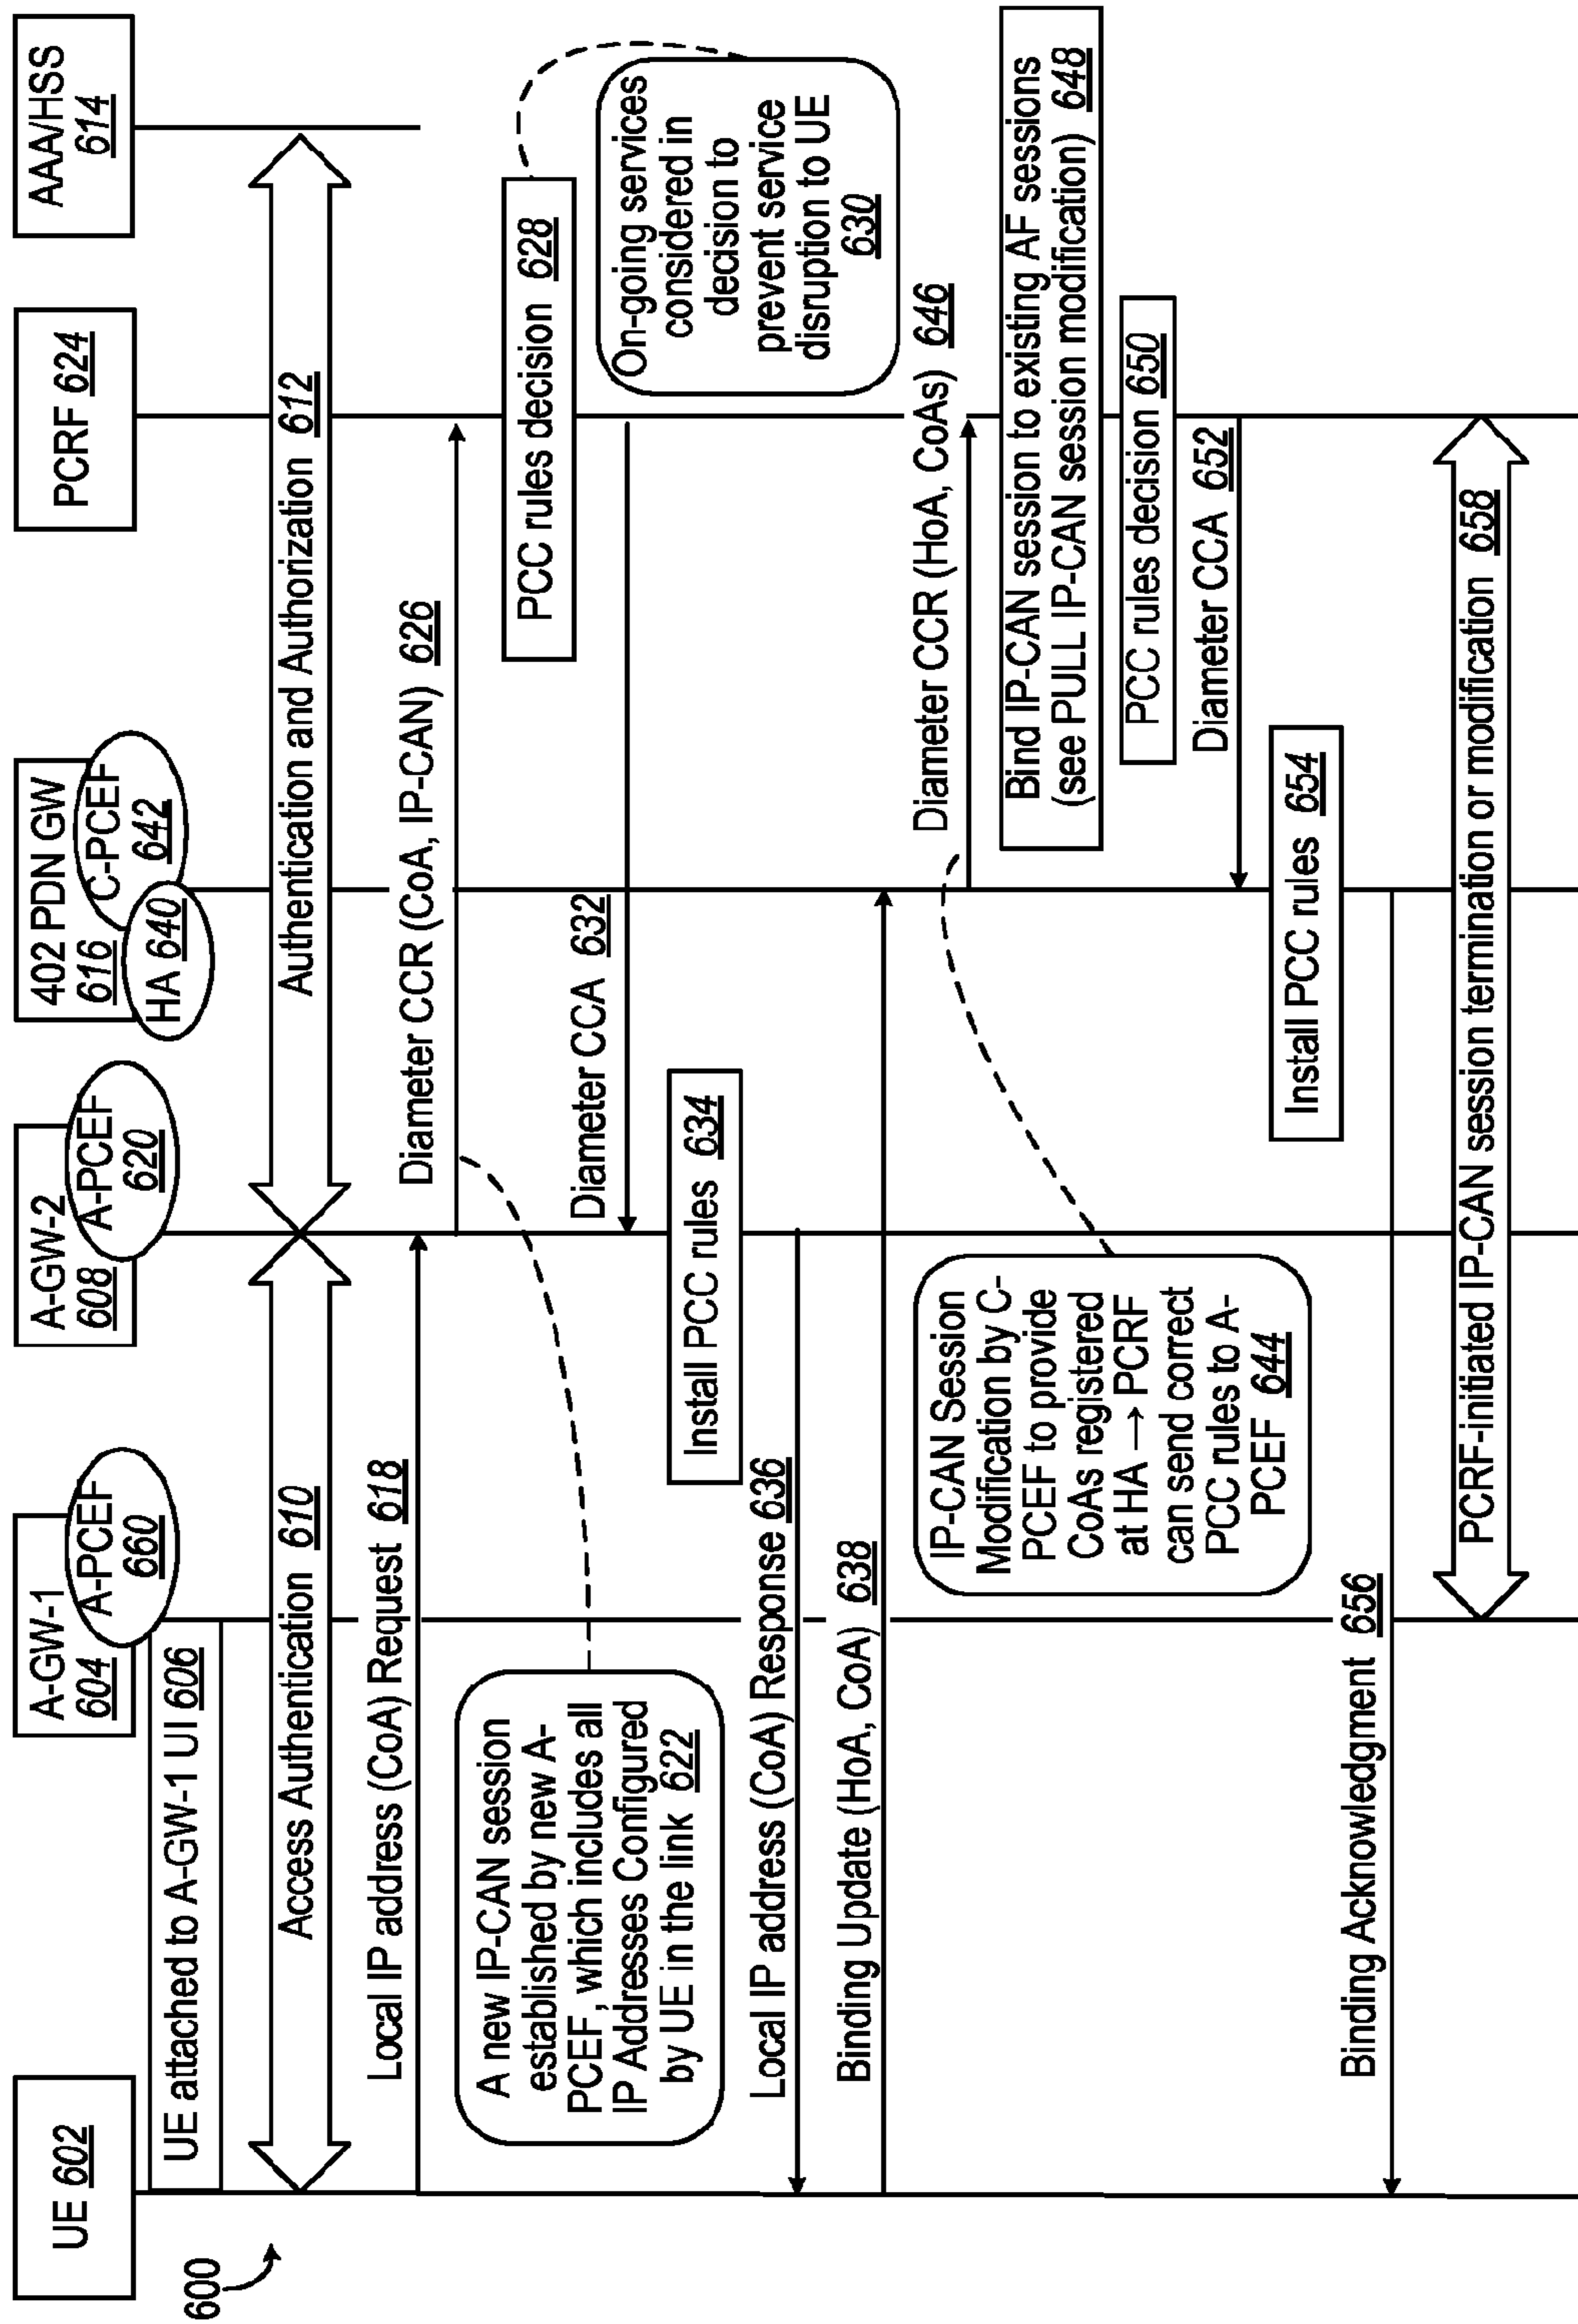 600
UE 602
A-GW-1
604
A-PCEF
660
A-GW-2
608
A-PCEF
620
402 PDN GW
616
HA 640
C-PCEF
642
PCRF 624
AAA/HSS
614
UE attached to A-GW-1 UI 606
Access Authentication 610
Authentication and Authorization 612
Local IP address (CoA) Request 618
Diameter CCR (CoA, IP-CAN) 626
A new IP-CAN session
established by new A-
PCEF, which includes all
IP Addresses Configured
by UE in the link 622
PCC rules decision 628
On-going services
considered in
decision to
prevent service
disruption to UE
630
Diameter CCA 632
Install PCC rules 634
Local IP address (CoA) Response 636
Binding Update (HoA, CoA) 638
IP-CAN Session
Modification by C-
PCEF to provide
CoAs registered
at HA → PCRF
can send correct
PCC rules to A-
PCEF 644
Diameter CCR (HoA, CoAs) 646
Bind IP-CAN session to existing AF sessions
(see PULL IP-CAN session modification) 648
PCC rules decision 650
Diameter CCA 652
Install PCC rules 654
Binding Acknowledgment 656
PCRF-initiated IP-CAN session termination or modification 658